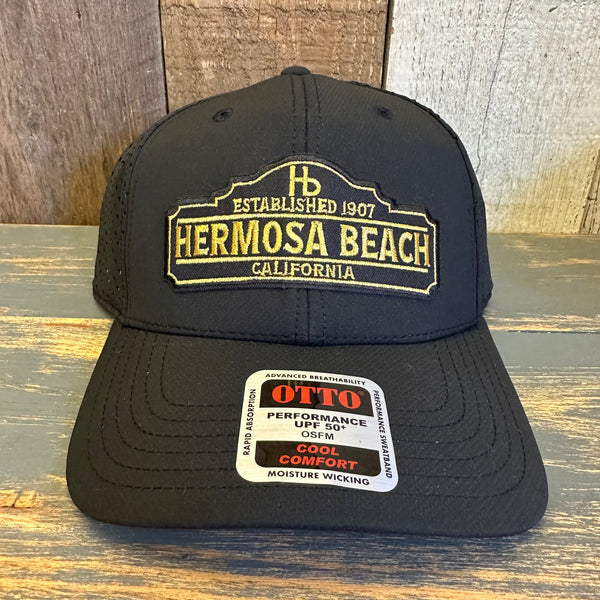 Hb
ESTABLISHED 1907
HERMOSA BEACH
CALIFORNIA
ADVANCED BREATHABILITY
RAPID ABSORPTION
OTTO
PERFORMANCE
UPF 50+
OSFM
COOL
COMFORT
PERFORMANCE SWEATBAND
MOISTURE WICKING